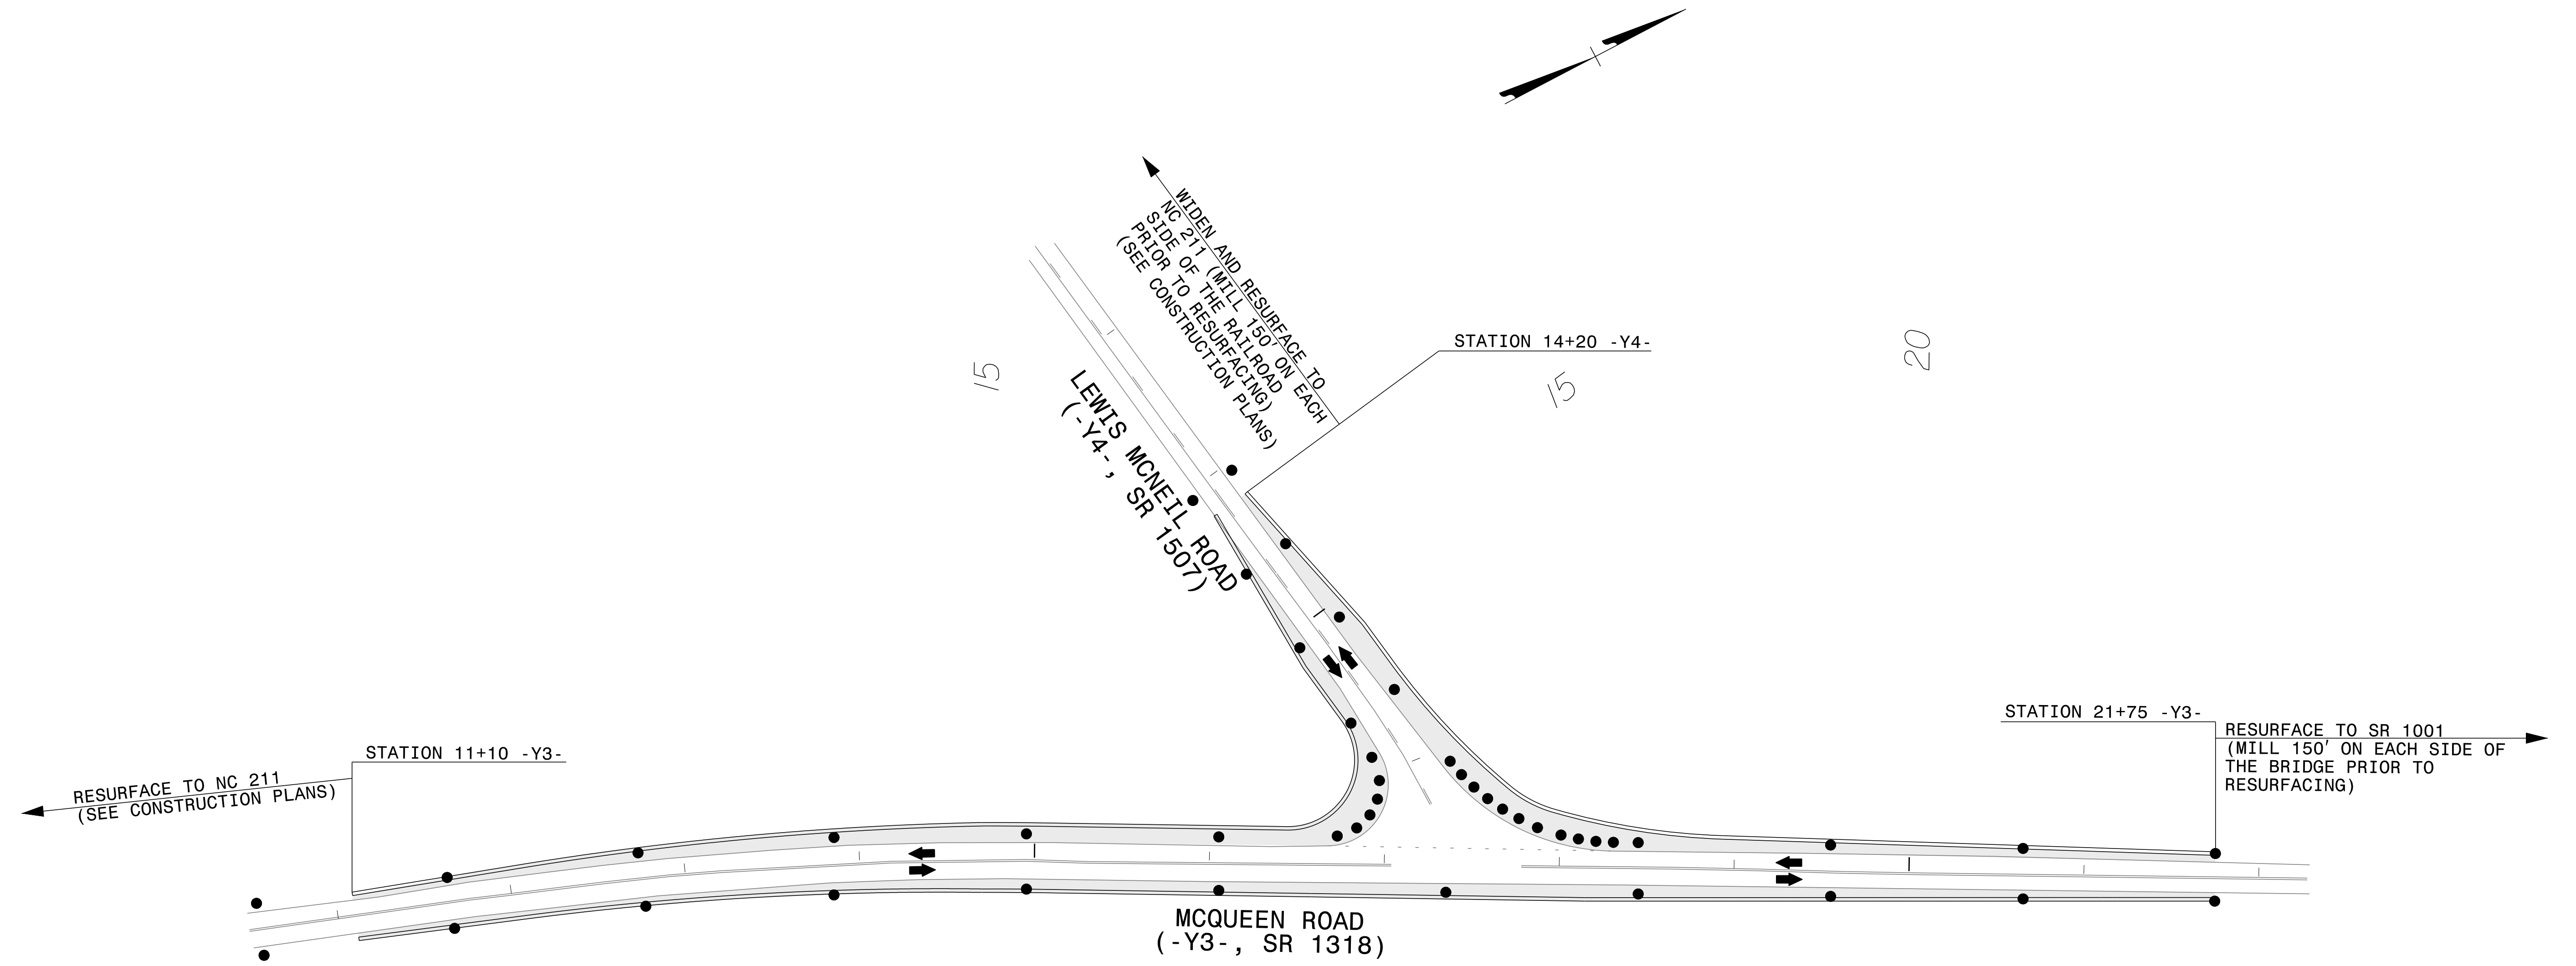 WIDEN AND RESURFACE TO
NC 211 (MILL 150' ON EACH
SIDE OF THE RAILROAD
PRIOR TO RESURFACING)
(SEE CONSTRUCTION PLANS)
STATION 14+20 -Y4-
15
15
20
LEWIS MCNEIL ROAD
(-Y4-, SR 1507)
STATION 21+75 -Y3-
RESURFACE TO SR 1001
(MILL 150' ON EACH SIDE OF
THE BRIDGE PRIOR TO
RESURFACING)
STATION 11+10 -Y3-
RESURFACE TO NC 211
(SEE CONSTRUCTION PLANS)
MCQUEEN ROAD
(-Y3-, SR 1318)